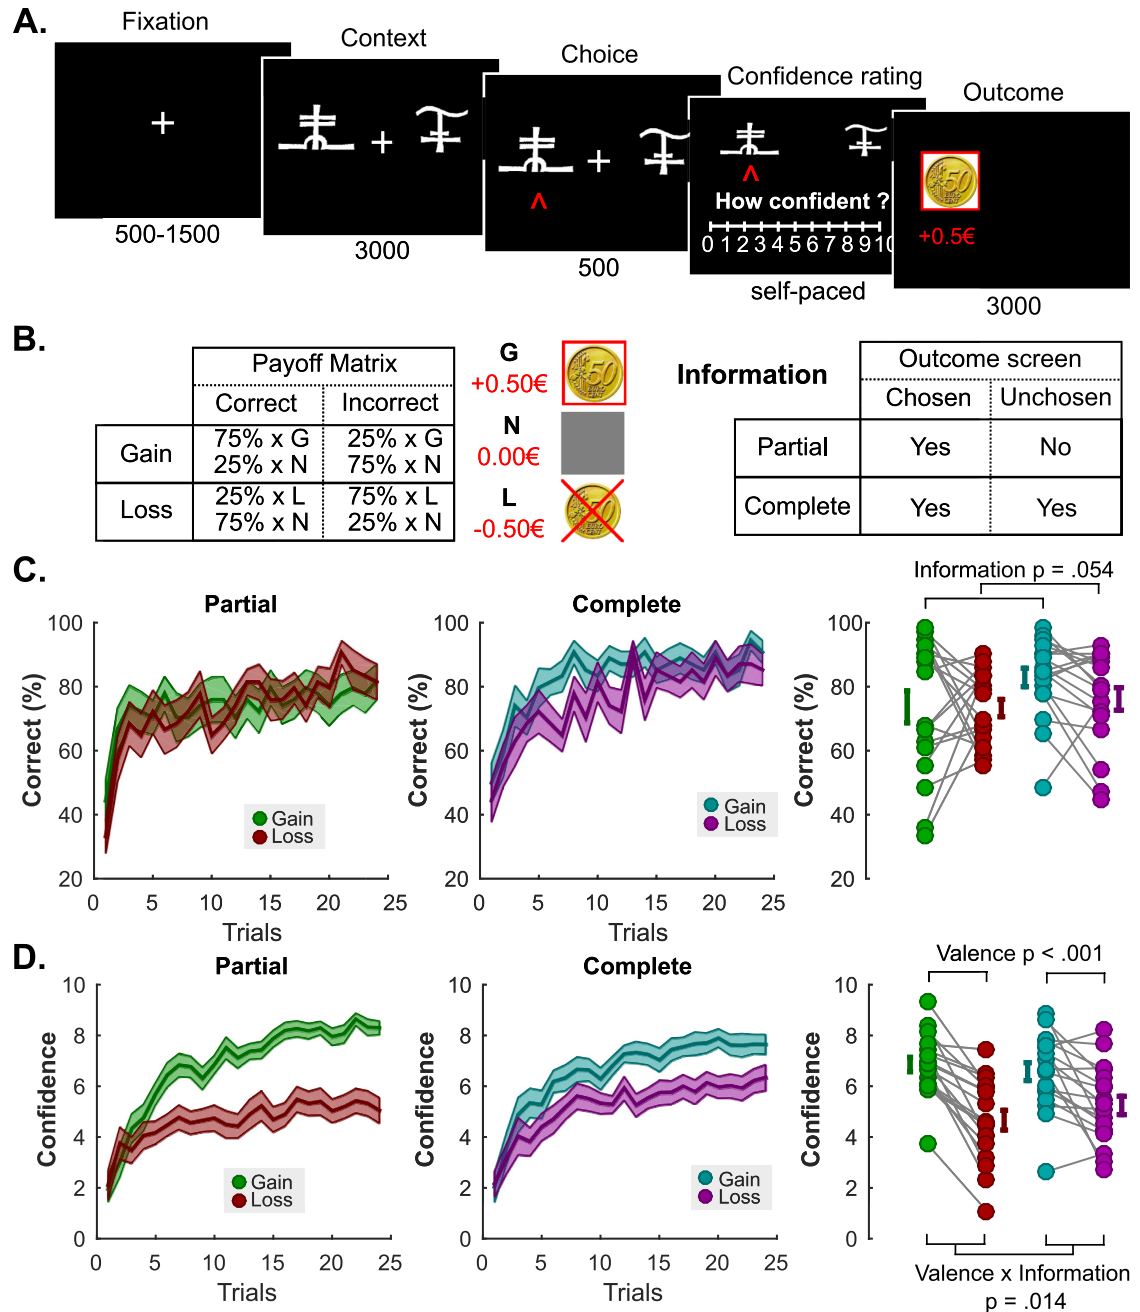 A.
Fixation
Context
Choice
Confidence rating
Outcome
+
+
+
^
^
How confident ?
0 1 2 3 4 5 6 7 8 9 10
+0.5€
500-1500
3000
500
self-paced
3000
B.
Payoff Matrix
Correct Incorrect
Gain
75% x G 25% x G
25% x N 75% x N
Loss
25% x L 75% x L
75% x N 25% x N
G
+0.50€
N
0.00€
L
-0.50€
50
EURO
CENT
Information
Outcome screen
Chosen Unchosen
Partial Yes No
Complete Yes Yes
C.
Partial
Correct (%)
100
80
60
40
20
0 5 10 15 20 25
Trials
Gain
Loss
Complete
Correct (%)
100
80
60
40
20
0 5 10 15 20 25
Trials
Gain
Loss
Information p = .054
Correct (%)
100
80
60
40
20
D.
Partial
Confidence
10
8
6
4
2
0
0 5 10 15 20 25
Trials
Gain
Loss
Complete
Confidence
10
8
6
4
2
0
0 5 10 15 20 25
Trials
Gain
Loss
Valence p < .001
Confidence
10
8
6
4
2
0
Valence x Information
p = .014